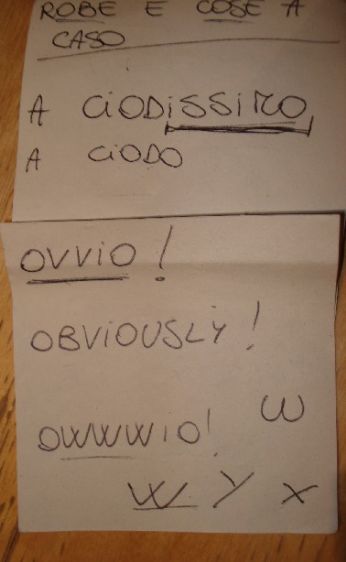 ROBE E COSE A
CASO
A CiODiSSiMO
A CiODO
OVVIO!
OBViOUSLY!
W
OWWWiO!
W Y X